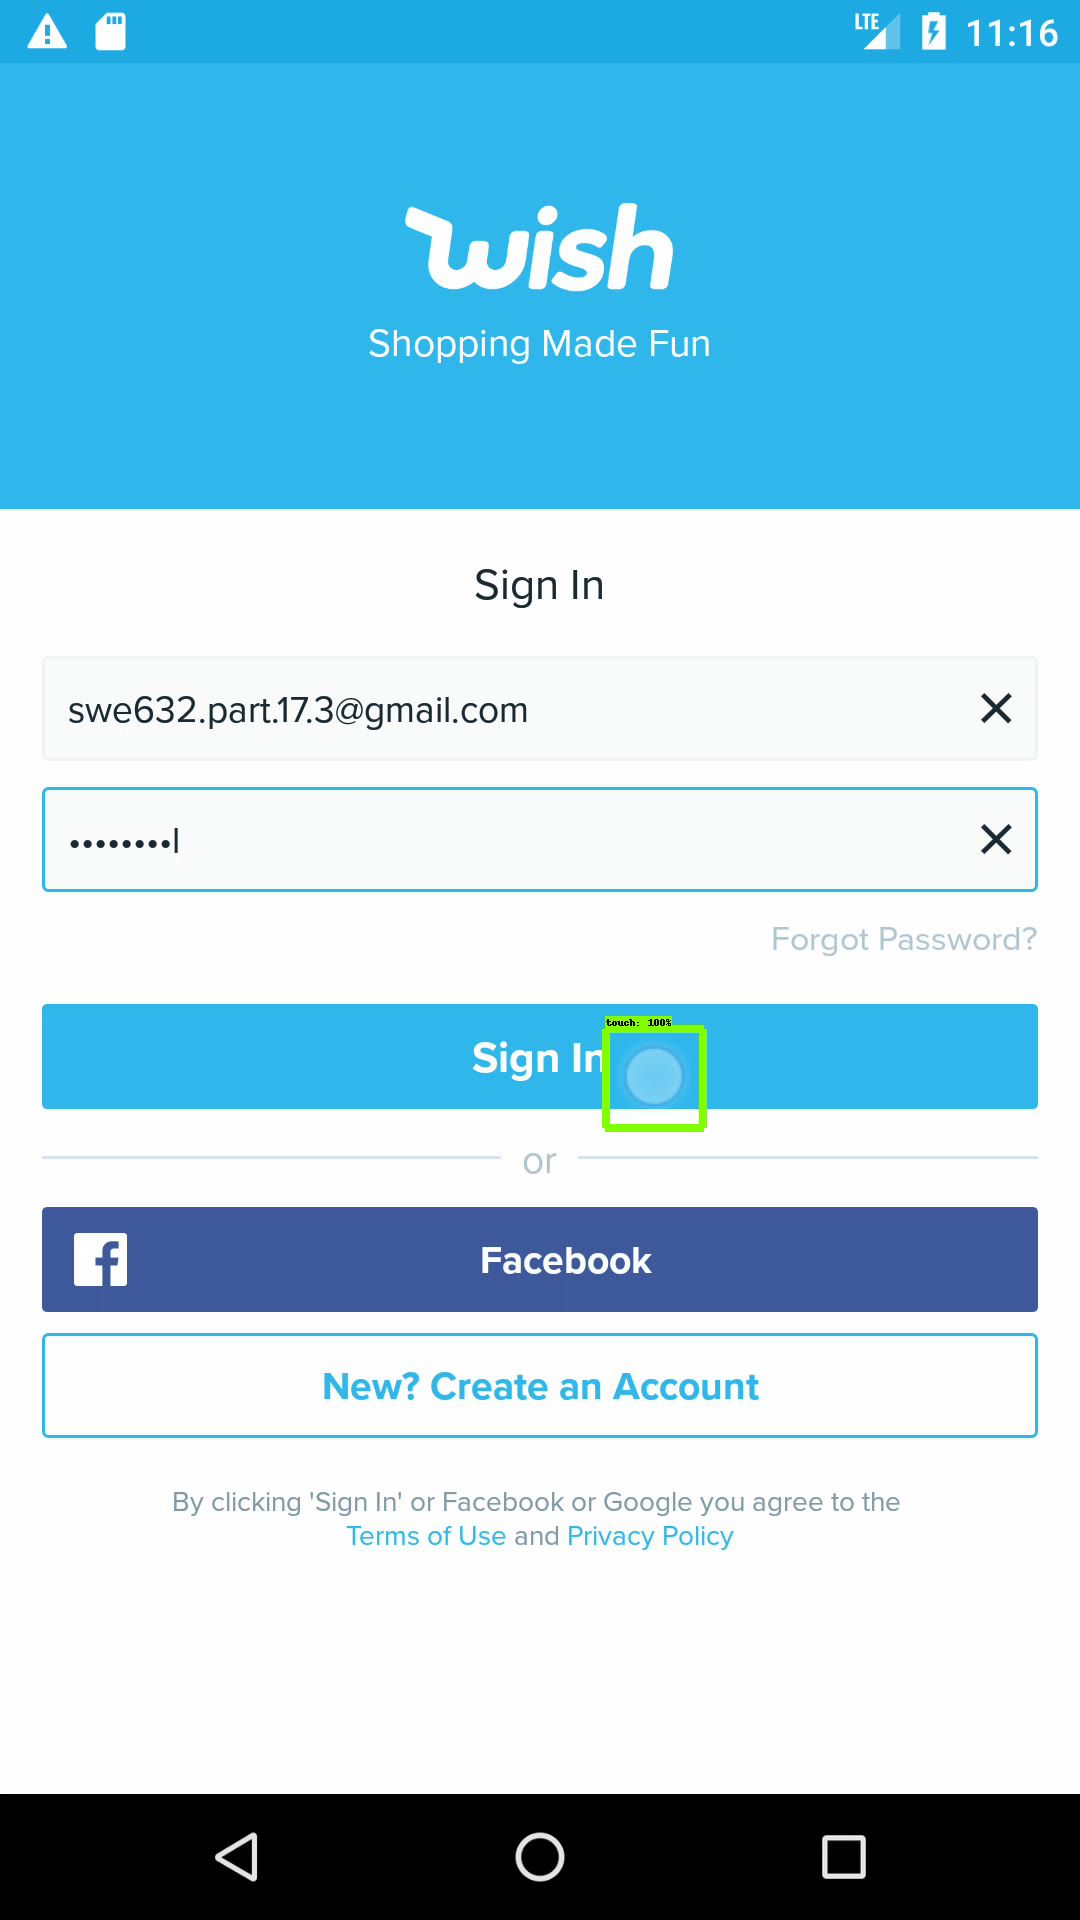 LTE 11:16
wish
Shopping Made Fun
Sign In
swe632.part.17.3@gmail.com
••••••••
Forgot Password?
touch: 100%
Sign In
or
Facebook
New? Create an Account
By clicking 'Sign In' or Facebook or Google you agree to the
Terms of Use and Privacy Policy